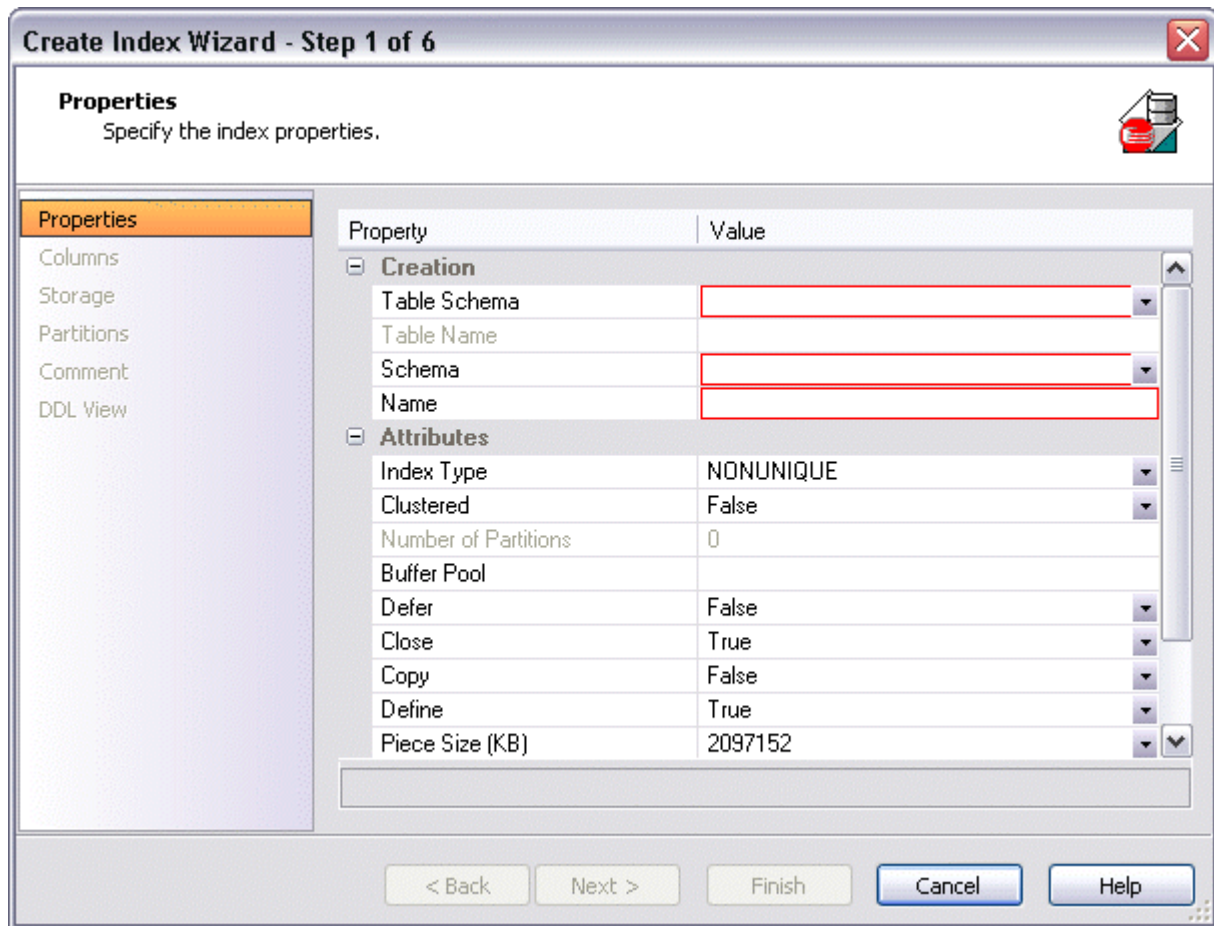 Create Index Wizard - Step 1 of 6
Properties
Specify the index properties.
Properties
Columns
Storage
Partitions
Comment
DDL View
Property Value
Creation
Table Schema
Table Name
Schema
Name
Attributes
Index Type NONUNIQUE
Clustered False
Number of Partitions 0
Buffer Pool
Defer False
Close True
Copy False
Define True
Piece Size (KB) 2097152
< Back Next > Finish Cancel Help